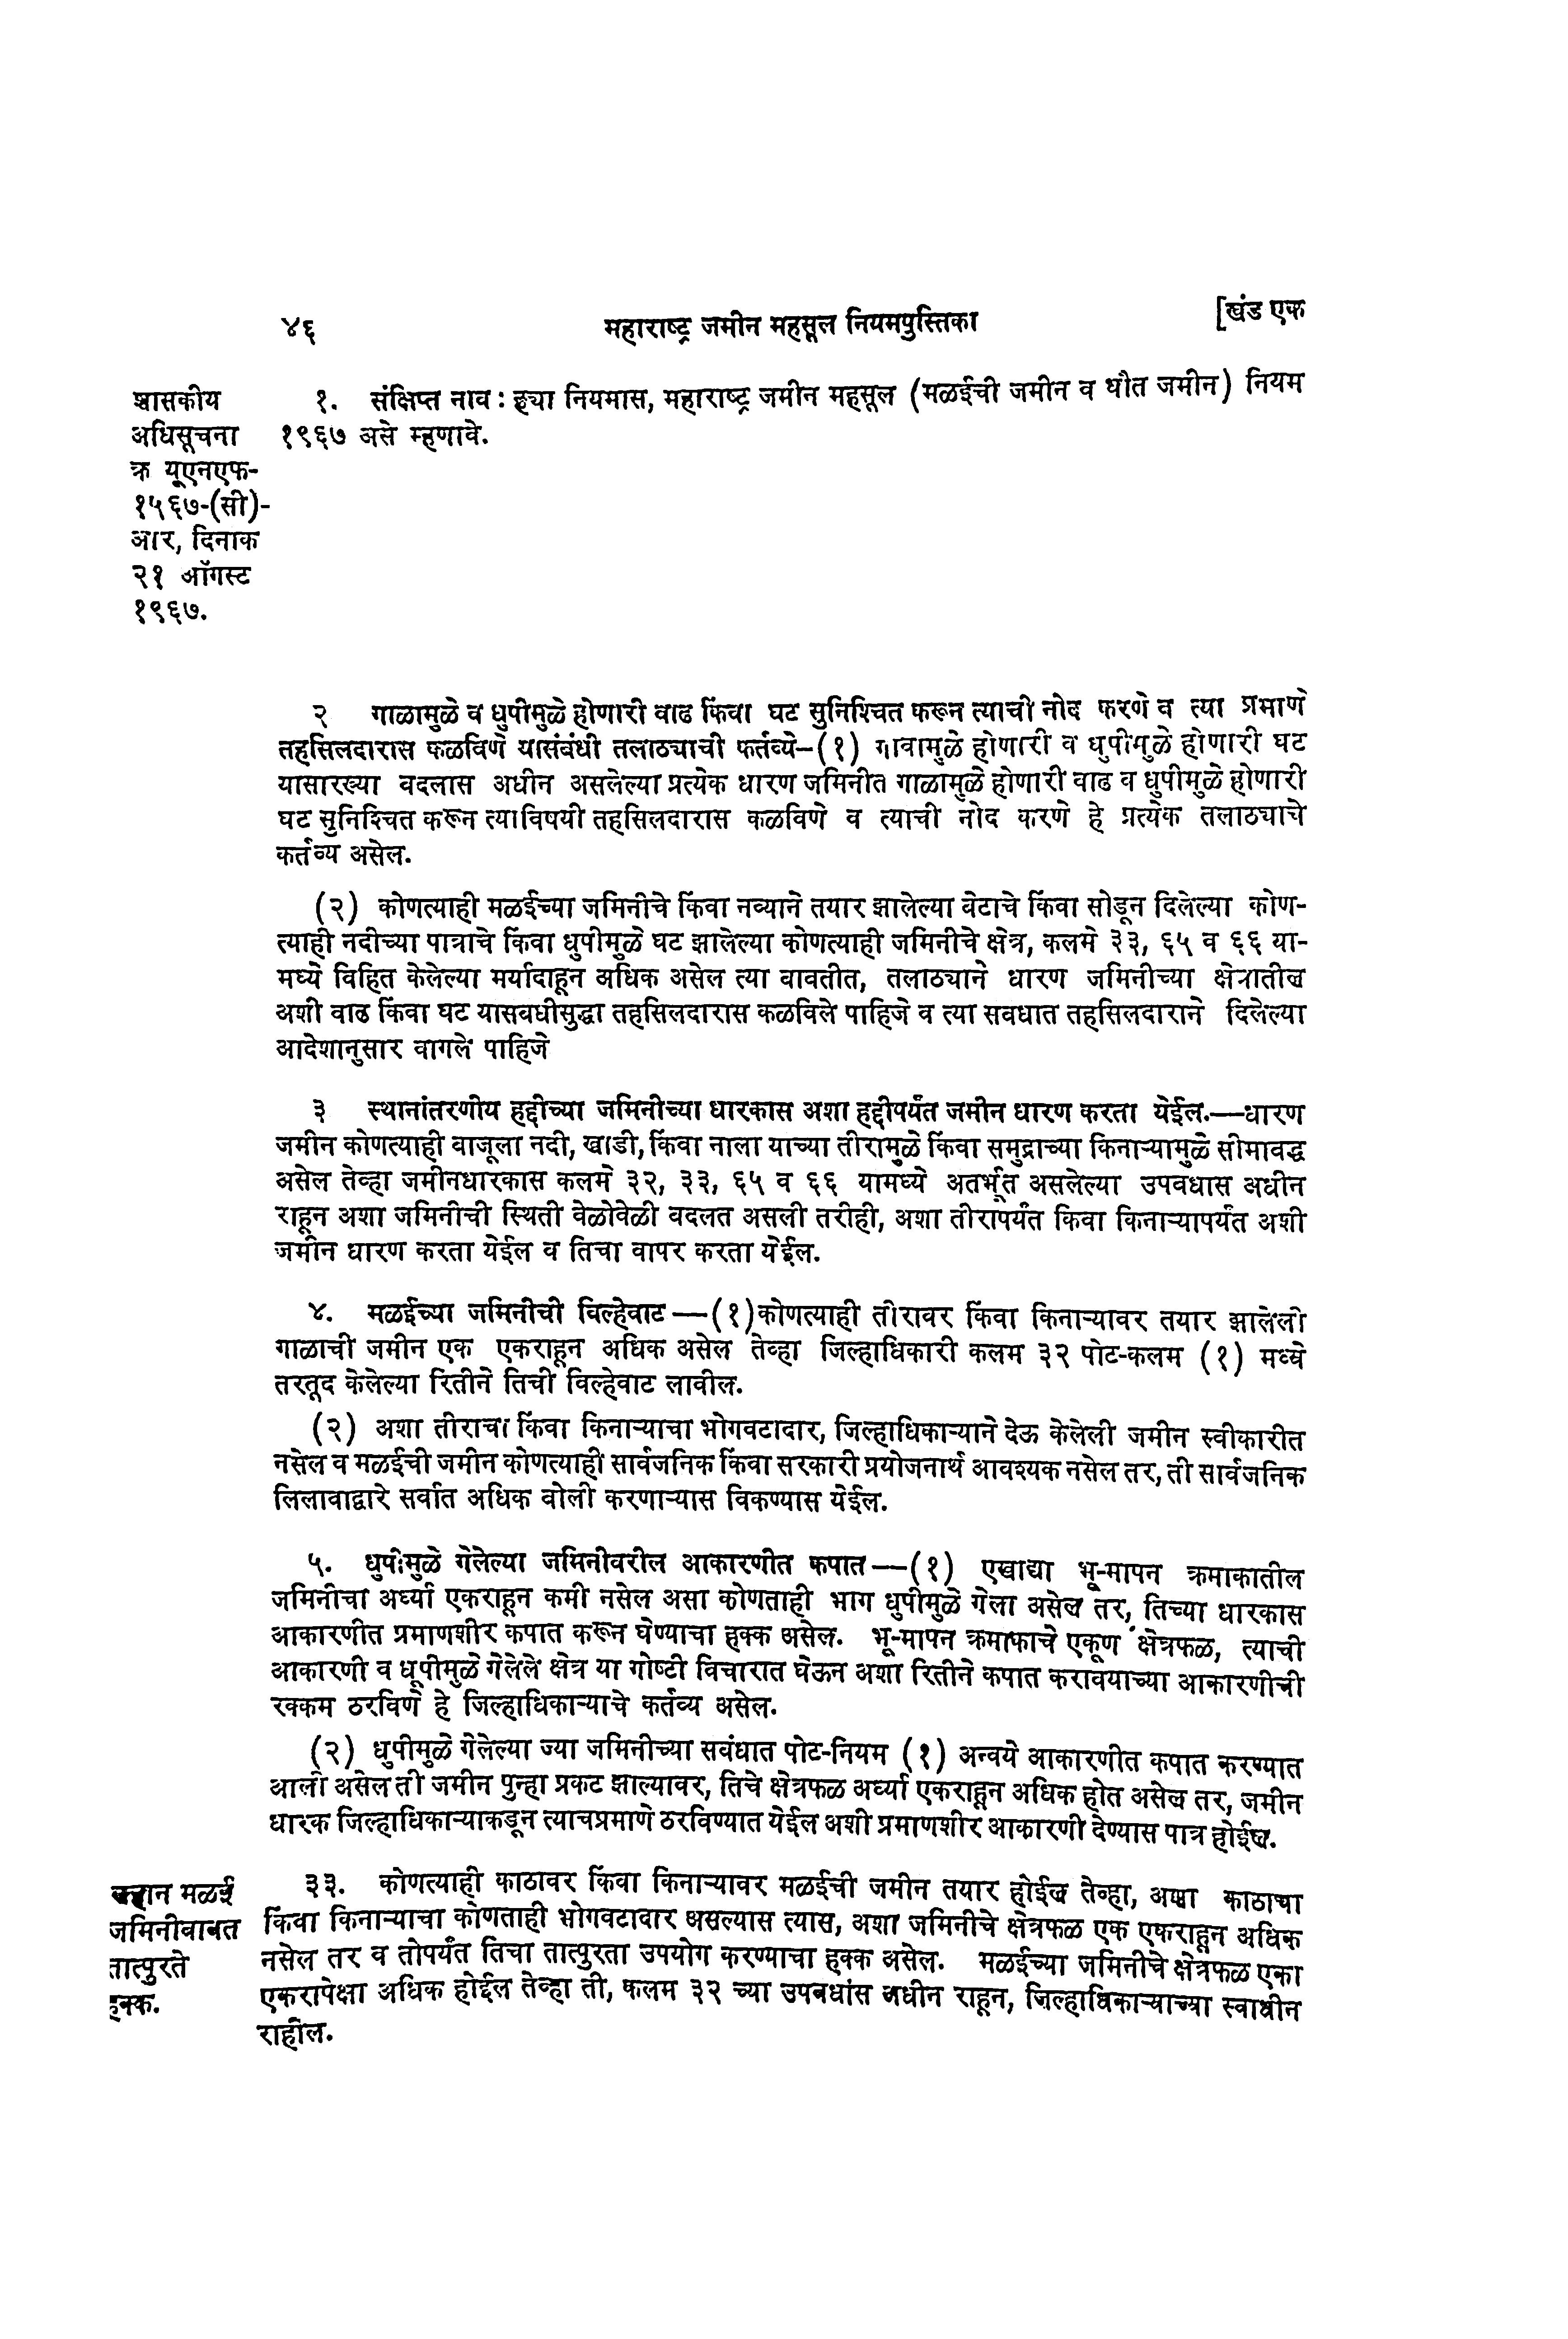 ४६ महाराष्ट्र जमीन महसूल नियमपुस्तिका [खंड एक
शासकीय
अधिसूचना
क्र यूएनएफ-
१५६७-(सी)-
आर, दिनाक
२१ ऑगस्ट
१९६७.
१. संक्षिप्त नाव : ह्या नियमास, महाराष्ट्र जमीन महसूल (मळईची जमीन व धौत जमीन) नियम
१९६७ असे म्हणावे.
२ गाळामुळे व धुपीमुळे होणारी वाढ किंवा घट सुनिश्चित करून त्याची नोद करणे व त्या प्रमाणे
तहसिलदारास कळविणे यासंबंधी तलाठ्याची कर्तव्ये—(१) गावामुळे होणारी व धुपीमुळे होणारी घट
यासारख्या बदलास अधीन असलेल्या प्रत्येक धारण जमिनीत गाळामुळे होणारी वाढ व धुपीमुळे होणारी
घट सुनिश्चित करून त्याविषयी तहसिलदारास कळविणे व त्याची नोद करणे हे प्रत्येक तलाठ्याचे
कर्तव्य असेल.
(२) कोणत्याही मळईच्या जमिनीचे किंवा नव्याने तयार झालेल्या बेटाचे किंवा सोडून दिलेल्या कोण-
त्याही नदीच्या पात्राचे किंवा धुपीमुळे घट झालेल्या कोणत्याही जमिनीचे क्षेत्र, कलमे ३३, ६५ व ६६ या-
मध्ये विहित केलेल्या मर्यादाहून अधिक असेल त्या बाबतीत, तलाठ्याने धारण जमिनीच्या क्षेत्रातील
अशी वाढ किंवा घट यासबधीसुद्धा तहसिलदारास कळविले पाहिजे व त्या सबधात तहसिलदाराने दिलेल्या
आदेशानुसार वागले पाहिजे
३ स्थानांतरणीय हद्दीच्या जमिनीच्या धारकास अशा हद्दीपर्यंत जमीन धारण करता येईल.—धारण
जमीन कोणत्याही बाजूला नदी, खाडी, किंवा नाला याच्या तीरामुळे किंवा समुद्राच्या किनाऱ्यामुळे सीमाबद्ध
असेल तेव्हा जमीनधारकास कलमे ३२, ३३, ६५ व ६६ यामध्ये अतर्भूत असलेल्या उपबधास अधीन
राहून अशा जमिनीची स्थिती वेळोवेळी बदलत असली तरीही, अशा तीरापर्यंत किंवा किनाऱ्यापर्यंत अशी
जमीन धारण करता येईल व तिचा वापर करता येईल.
४. मळईच्या जमिनीची विल्हेवाट—(१)कोणत्याही तीरावर किंवा किनाऱ्यावर तयार झालेली
गाळाची जमीन एक एकराहून अधिक असेल तेव्हा जिल्हाधिकारी कलम ३२ पोट-कलम (१) मध्ये
तरतूद केलेल्या रितीने तिची विल्हेवाट लावील.
(२) अशा तीराचा किंवा किनाऱ्याचा भोगवटादार, जिल्हाधिकाऱ्याने देऊ केलेली जमीन स्वीकारीत
नसेल व मळईची जमीन कोणत्याही सार्वजनिक किंवा सरकारी प्रयोजनार्थ आवश्यक नसेल तर, ती सार्वजनिक
लिलावाद्वारे सर्वात अधिक बोली करणाऱ्यास विकण्यास येईल.
५. धुपीमुळे गेलेल्या जमिनीवरील आकारणीत कपात—(१) एखाद्या भू-मापन क्रमाकातील
जमिनीचा अर्ध्या एकराहून कमी नसेल असा कोणताही भाग धुपीमुळे गेला असेल तर, तिच्या धारकास
आकारणीत प्रमाणशीर कपात करून घेण्याचा हक्क असेल. भू-मापन क्रमाकाचे एकूण क्षेत्रफळ, त्याची
आकारणी व धूपीमुळे गेलेले क्षेत्र या गोष्टी विचारात घेऊन अशा रितीने कपात करावयाच्या आकारणीची
रक्कम ठरविणे हे जिल्हाधिकाऱ्याचे कर्तव्य असेल.
(२) धुपीमुळे गेलेल्या ज्या जमिनीच्या सबंधात पोट-नियम (१) अन्वये आकारणीत कपात करण्यात
आली असेल ती जमीन पुन्हा प्रकट झाल्यावर, तिचे क्षेत्रफळ अर्ध्या एकराहून अधिक होत असेल तर, जमीन
धारक जिल्हाधिकाऱ्याकडून त्याचप्रमाणे ठरविण्यात येईल अशी प्रमाणशीर आकारणी देण्यास पात्र होईल.
लहान मळई
जमिनीबाबत
तात्पुरते
हक्क.
३३. कोणत्याही काठावर किंवा किनाऱ्यावर मळईची जमीन तयार होईल तेव्हा, अशा काठाचा
किंवा किनाऱ्याचा कोणताही भोगवटादार असल्यास त्यास, अशा जमिनीचे क्षेत्रफळ एक एकराहून अधिक
नसेल तर व तोपर्यंत तिचा तात्पुरता उपयोग करण्याचा हक्क असेल. मळईच्या जमिनीचे क्षेत्रफळ एका
एकरापेक्षा अधिक होईल तेव्हा ती, कलम ३२ च्या उपबधांस अधीन राहून, जिल्हाधिकाऱ्याच्या स्वाधीन
राहील.